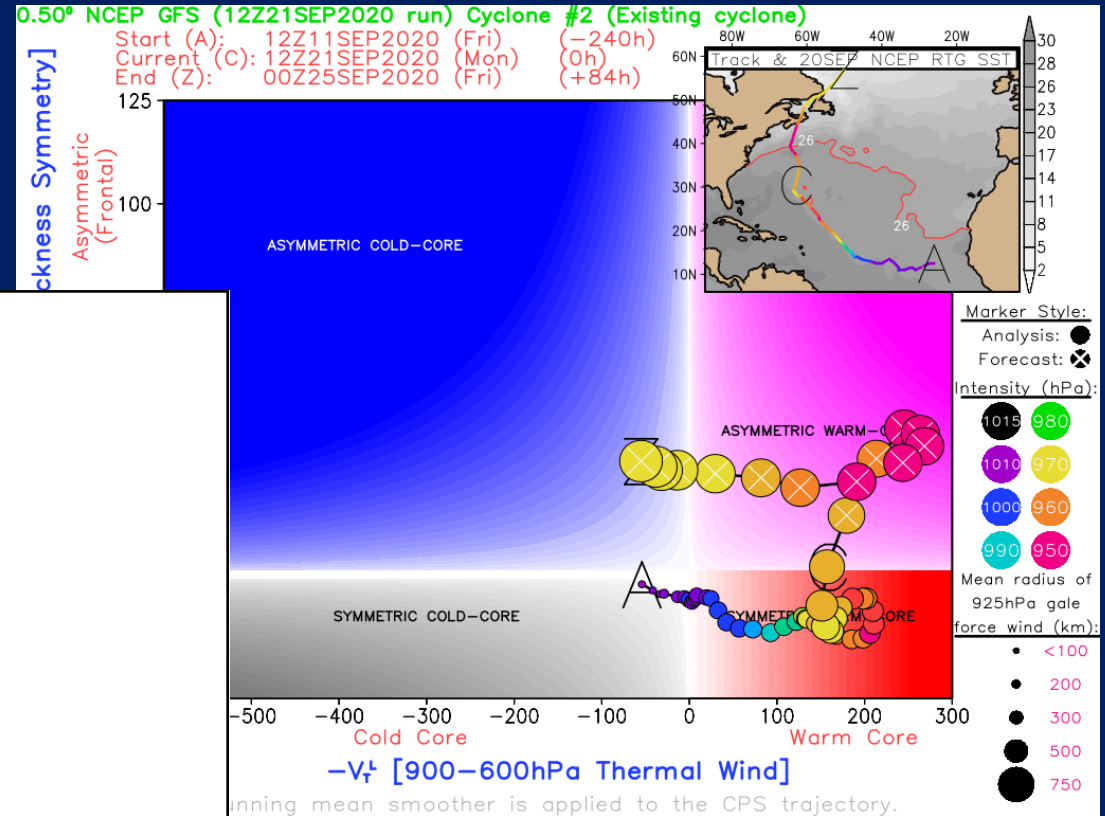 0.50° NCEP GFS (12Z21SEP2020 run) Cyclone #2 (Existing cyclone)
Start (A): 12Z11SEP2020 (Fri) (−240h)
Current (C): 12Z21SEP2020 (Mon) (0h)
End (Z): 00Z25SEP2020 (Fri) (+84h)
80W 60W 40W 20W
Track & 20SEP NCEP RTG SST
60N
50N
40N
30N
20N
10N
26
26
C
A
30
28
26
23
20
17
14
11
8
5
2
ckness Symmetry]
Asymmetric
(Frontal)
125
100
ASYMMETRIC COLD−CORE
ASYMMETRIC WARM−C
SYMMETRIC COLD−CORE
SYMMET M−CORE
Z
A
C
Marker Style:
Analysis:
Forecast:
Intensity (hPa):
1015 980
1010 970
1000 960
990 950
Mean radius of
925hPa gale
force wind (km):
<100
200
300
500
750
−500 −400 −300 −200 −100 0 100 200 300
Cold Core Warm Core
−V_T^L [900−600hPa Thermal Wind]
unning mean smoother is applied to the CPS trajectory.